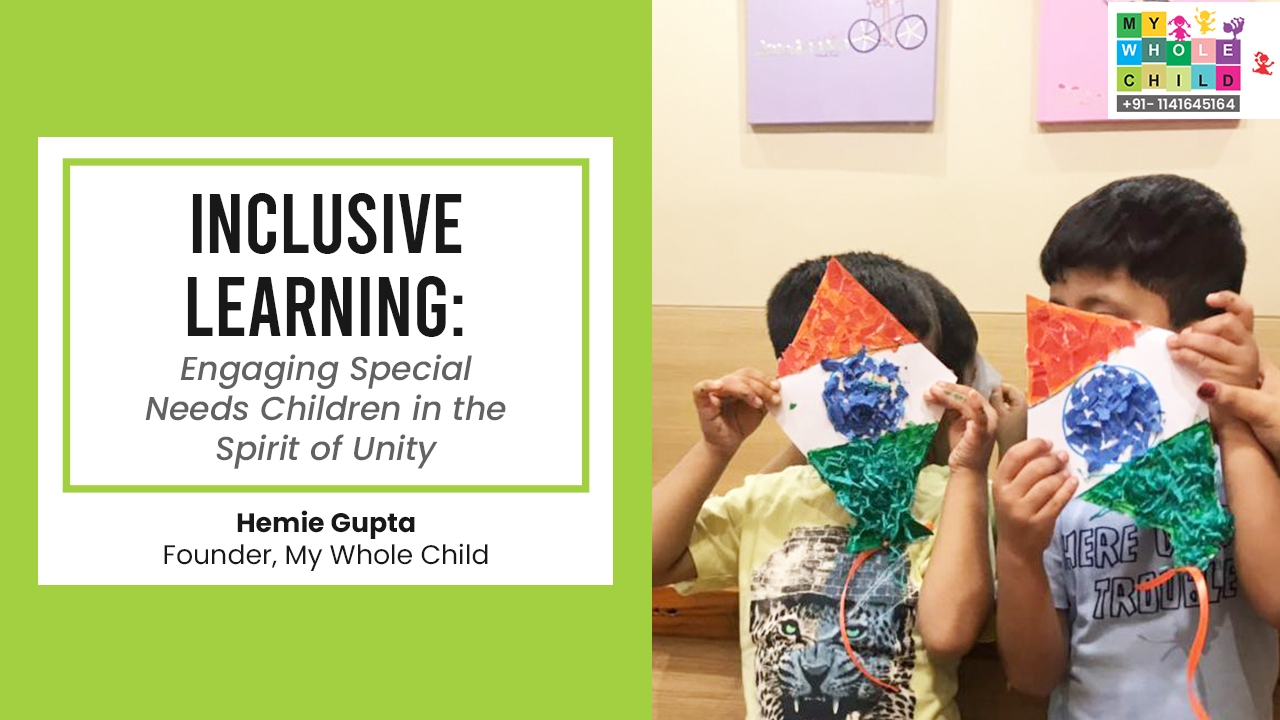 INCLUSIVE
LEARNING:
Engaging Special
Needs Children in the
Spirit of Unity
Hemie Gupta
Founder, My Whole Child
MY
WHOLE
CHILD
+91- 1141645164
HERE
TROUBLE